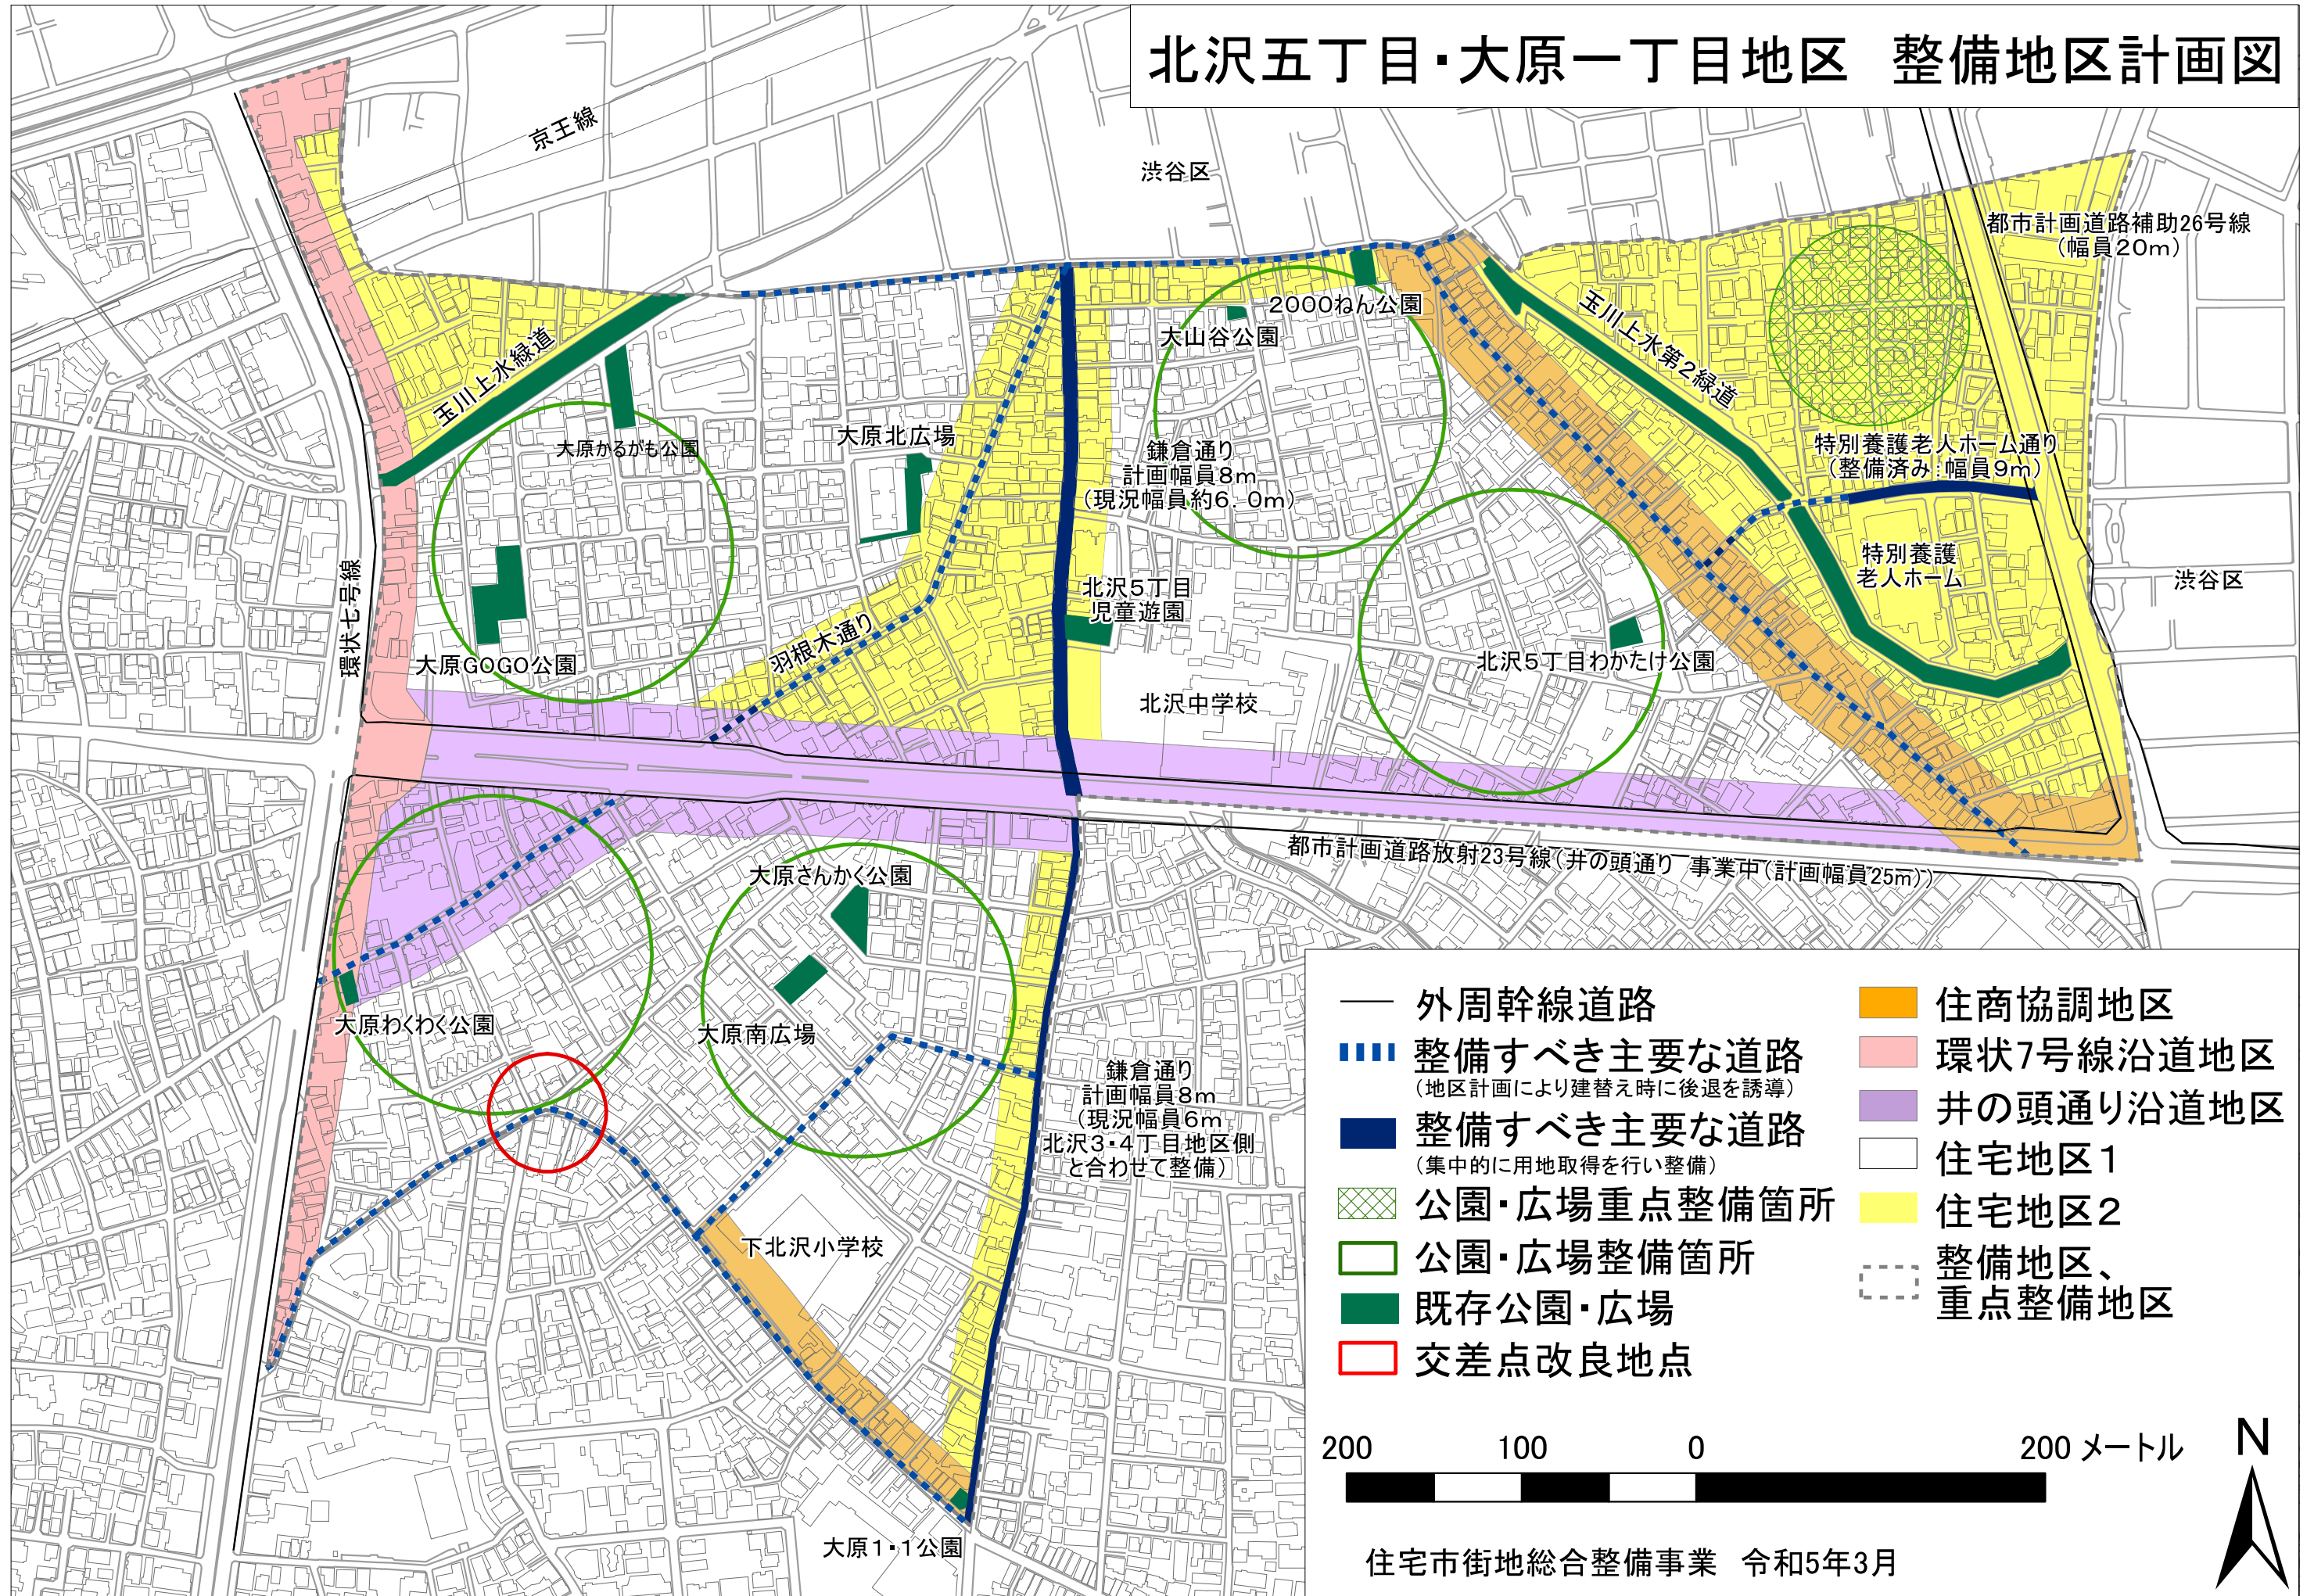 北沢五丁目・大原一丁目地区　整備地区計画図
京王線
渋谷区
都市計画道路補助26号線
（幅員20ｍ）
2000ねん公園
大山谷公園
玉川上水第2緑道
玉川上水緑道
大原かるがも公園
大原北広場
鎌倉通り
計画幅員8ｍ
（現況幅員約6．0ｍ）
特別養護老人ホーム通り
（整備済み：幅員9ｍ）
特別養護
老人ホーム
渋谷区
環状七号線
北沢5丁目
児童遊園
羽根木通り
大原GOGO公園
北沢5丁目わかたけ公園
北沢中学校
都市計画道路放射23号線（井の頭通り　事業中（計画幅員25ｍ））
大原さんかく公園
大原わくわく公園
大原南広場
鎌倉通り
計画幅員8ｍ
（現況幅員6ｍ
北沢3・4丁目地区側
と合わせて整備）
下北沢小学校
大原1・1公園
外周幹線道路
整備すべき主要な道路
（地区計画により建替え時に後退を誘導）
整備すべき主要な道路
（集中的に用地取得を行い整備）
公園・広場重点整備箇所
公園・広場整備箇所
既存公園・広場
交差点改良地点
住商協調地区
環状7号線沿道地区
井の頭通り沿道地区
住宅地区1
住宅地区2
整備地区、
重点整備地区
200 100 0 200 メートル
N
住宅市街地総合整備事業　令和5年3月